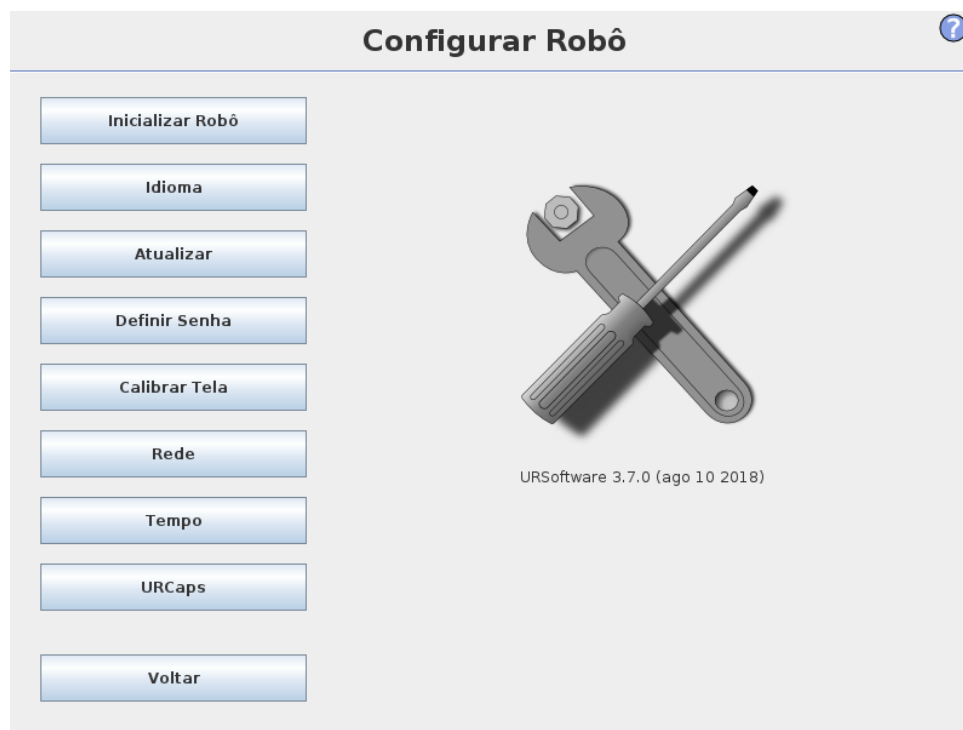 Configurar Robô
?
Inicializar Robô
Idioma
Atualizar
Definir Senha
Calibrar Tela
Rede
Tempo
URCaps
Voltar
URSoftware 3.7.0 (ago 10 2018)